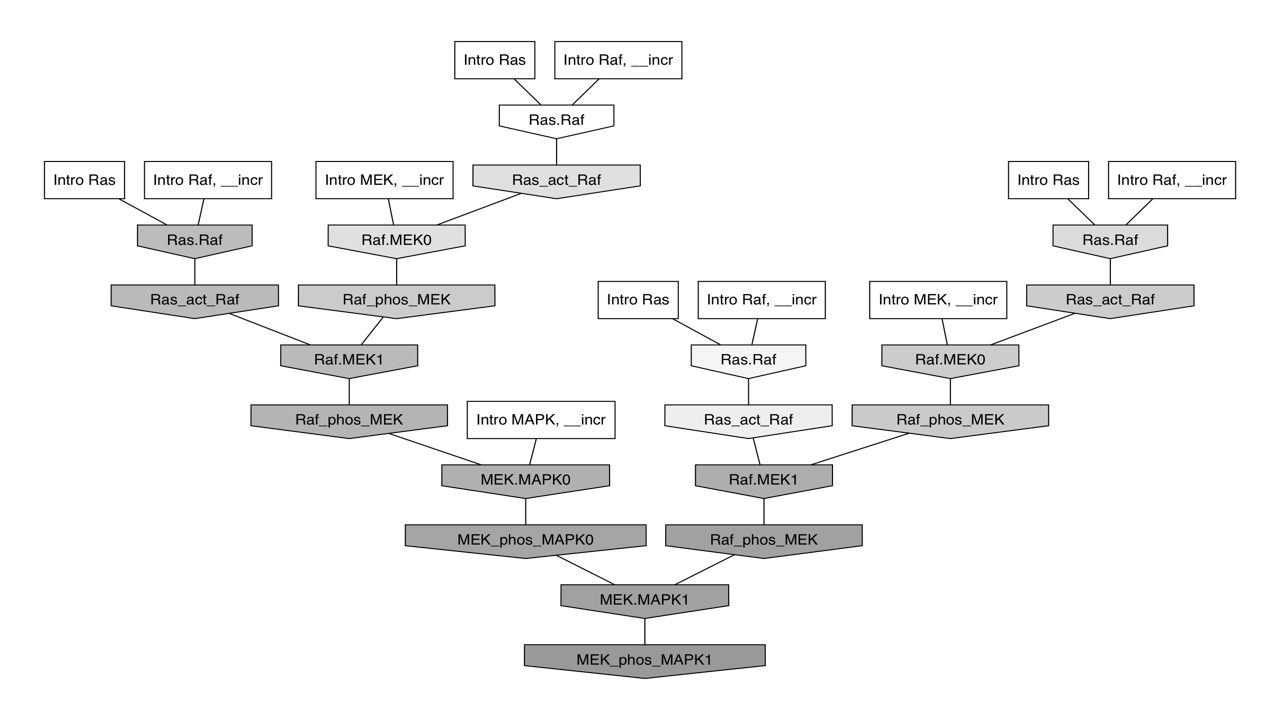 Intro Ras
Intro Raf, __incr
Ras.Raf
Intro Ras
Intro Raf, __incr
Intro MEK, __incr
Ras_act_Raf
Intro Ras
Intro Raf, __incr
Ras.Raf
Raf.MEK0
Ras.Raf
Ras_act_Raf
Raf_phos_MEK
Intro Ras
Intro Raf, __incr
Intro MEK, __incr
Ras_act_Raf
Raf.MEK1
Ras.Raf
Raf.MEK0
Raf_phos_MEK
Intro MAPK, __incr
Ras_act_Raf
Raf_phos_MEK
MEK.MAPK0
Raf.MEK1
MEK_phos_MAPK0
Raf_phos_MEK
MEK.MAPK1
MEK_phos_MAPK1